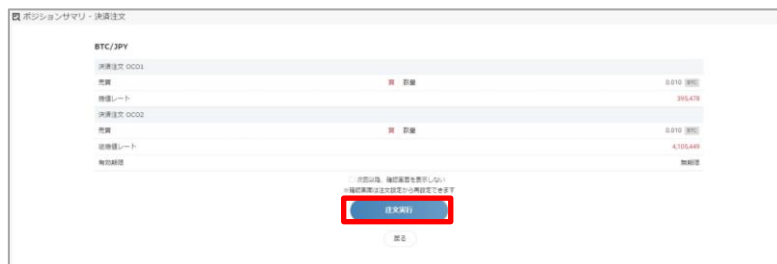 ポジションサマリ - 決済注文
BTC/JPY
決済注文 OCO1
売買 買 数量 0.010 BTC
指値レート 395,478
決済注文 OCO2
売買 買 数量 0.010 BTC
逆指値レート 4,105,449
有効期限 無期限
次回以降、確認画面を表示しない
※確認画面は注文設定から再設定できます
注文実行
戻る